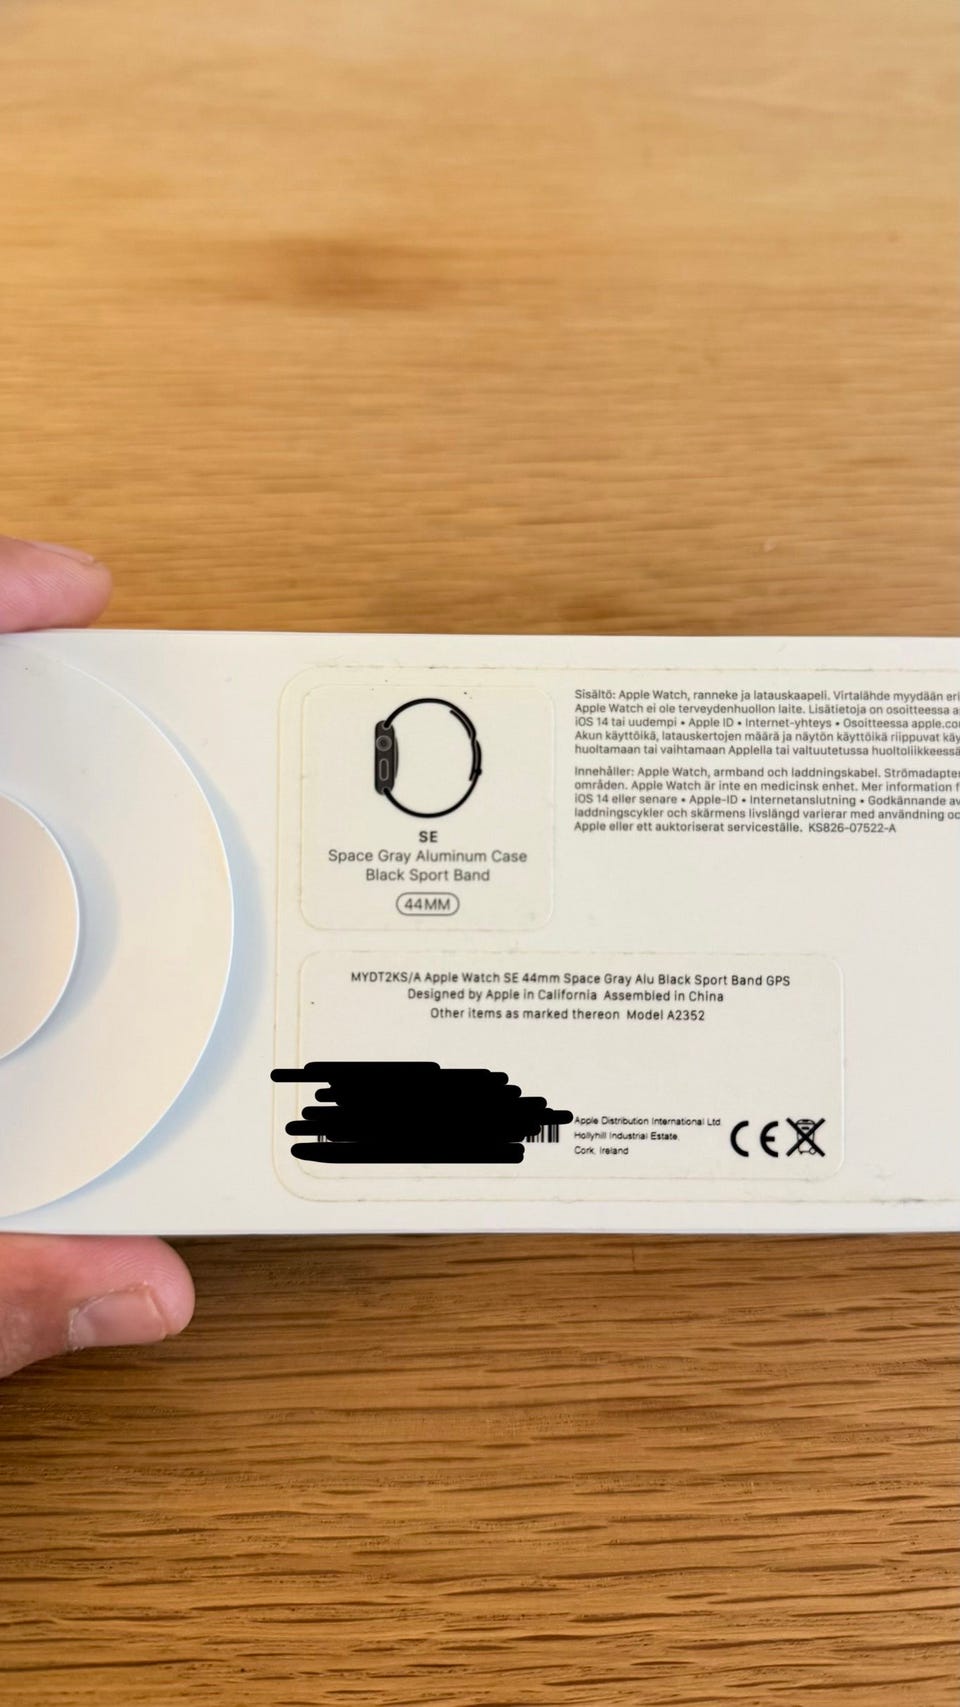 SE
Space Gray Aluminum Case
Black Sport Band
44MM
Sisältö: Apple Watch, ranneke ja latauskaapeli. Virtalähde myydään
Apple Watch ei ole terveydenhuollon laite. Lisätietoja on osoitteessa
iOS 14 tai uudempi • Apple ID • Internet-yhteys • Osoitteessa
Akun käyttöikä, latauskertojen määrä ja näytön käyttöikä riippuvat
huoltamaan tai vaihtamaan Applella tai valtuutetussa huoltoliikkeessä
Innehåller: Apple Watch, armband och laddningskabel.
områden. Apple Watch är inte en medicinsk enhet. Mer information
iOS 14 eller senare • Apple-ID • Internetanslutning • Godkännande av
laddningscykler och skärmens livslängd varierar med användning
Apple eller ett auktoriserat serviceställe. KS826-07522-A
MYDT2KS/A Apple Watch SE 44mm Space Gray Alu Black Sport Band GPS
Designed by Apple in California Assembled in China
Other items as marked thereon Model A2352
Apple Distribution International Ltd
Hollyhill Industrial Estate,
Cork, Ireland
CE